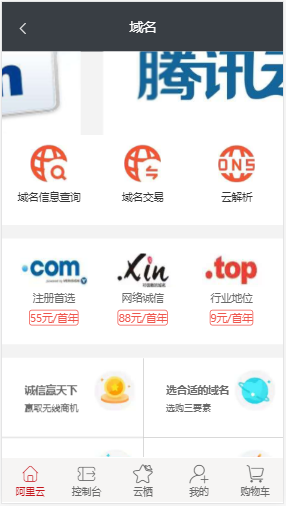 域名
m
腾讯云
域名信息查询 域名交易 云解析
DNS
.com .Xin .top
注册首选 网络诚信 行业地位
55元/首年 88元/首年 9元/首年
诚信赢天下 选合适的域名
赢取无线商机 选购三要素
阿里云 控制台 云栖 我的 购物车